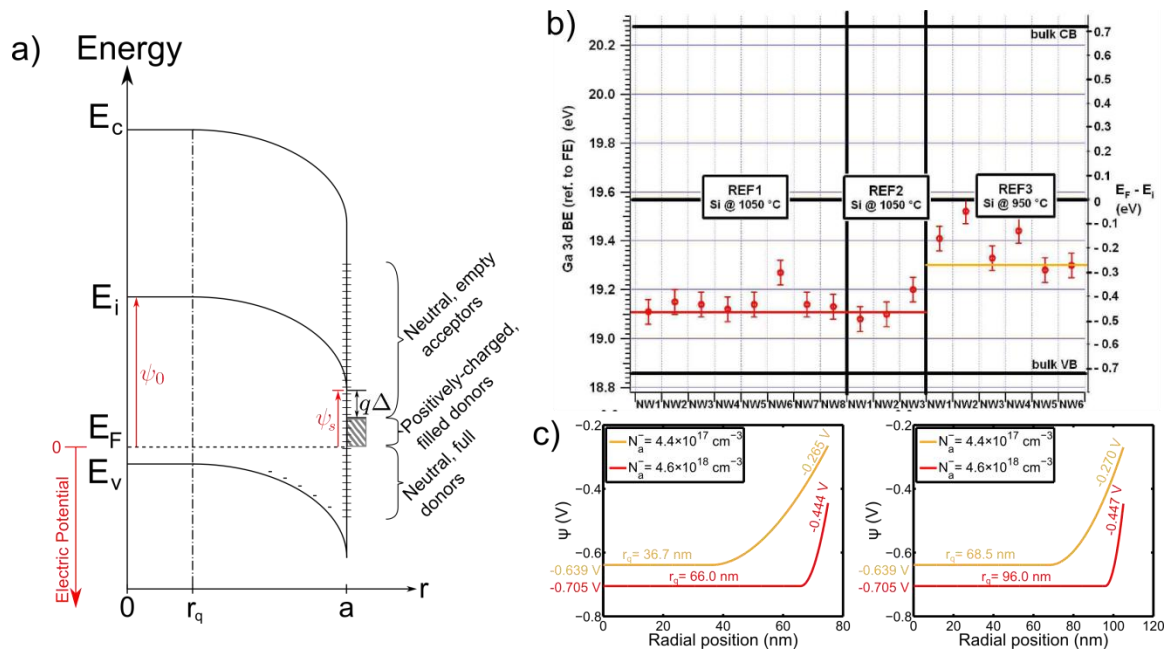 a)
Energy
E_c
E_i
ψ_0
ψ_s
qΔ
E_F
0
E_v
Electric Potential
0
r_q
a
r
Neutral, empty
acceptors
Positively-charged,
filled donors
Neutral, full
donors
b)
Ga 3d BE (ref. to FE) (eV)
20.2
20.0
19.8
19.6
19.4
19.2
19.0
18.8
bulk CB
REF1
Si @ 1050 °C
REF2
Si @ 1050 °C
REF3
Si @ 950 °C
bulk VB
0.7
0.6
0.5
0.4
0.3
0.2
0.1
0
-0.1
-0.2
-0.3
-0.4
-0.5
-0.6
-0.7
E_F - E_i
(eV)
NW1 NW2 NW3 NW4 NW5 NW6 NW7 NW8 NW1 NW2 NW3 NW1 NW2 NW3 NW4 NW5 NW6
c)
ψ (V)
-0.2
-0.4
-0.6
-0.8
N_a^-= 4.4×10^17 cm^-3
N_a^-= 4.6×10^18 cm^-3
-0.265 V
-0.444 V
r_q= 36.7 nm
-0.639 V
r_q= 66.0 nm
-0.705 V
0 20 40 60 80
Radial position (nm)
ψ (V)
-0.2
-0.4
-0.6
-0.8
N_a^-= 4.4×10^17 cm^-3
N_a^-= 4.6×10^18 cm^-3
-0.270 V
-0.447 V
r_q= 68.5 nm
-0.639 V
r_q= 96.0 nm
-0.705 V
0 20 40 60 80 100 120
Radial position (nm)